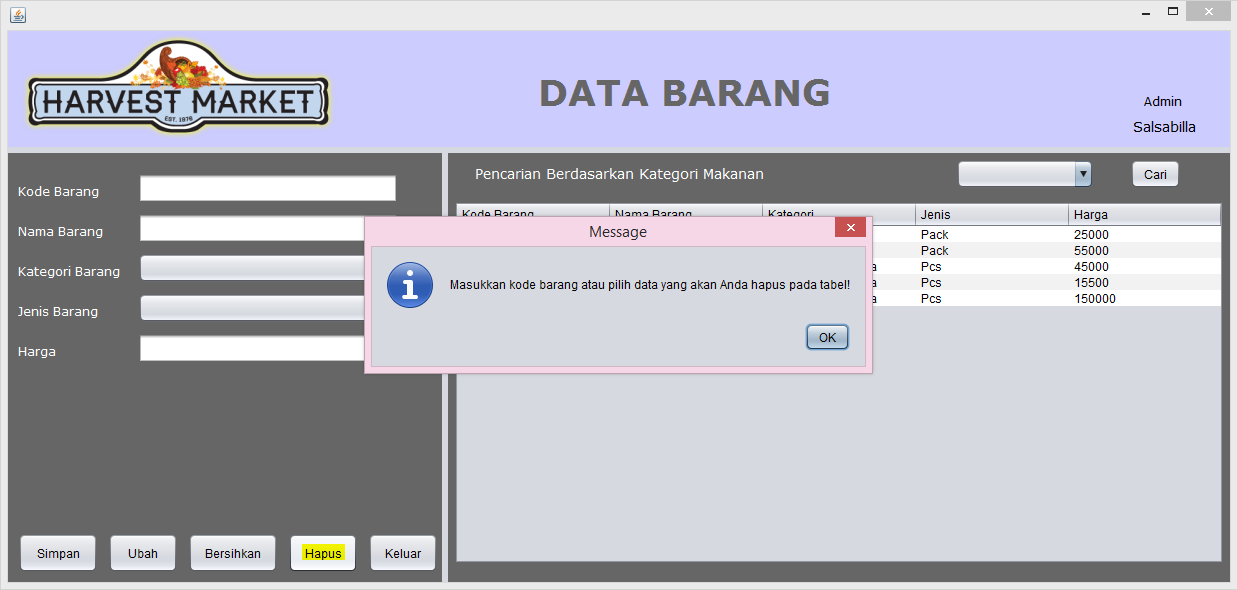 HARVEST MARKET
EST. 1976
DATA BARANG
Admin
Salsabilla
Kode Barang
Nama Barang
Kategori Barang
Jenis Barang
Harga
Pencarian Berdasarkan Kategori Makanan
Cari
Kode Barang Nama Barang Kategori Jenis Harga
Pack 25000
Pack 55000
a Pcs 45000
Pcs 15500
a Pcs 150000
Message
Masukkan kode barang atau pilih data yang akan Anda hapus pada tabel!
OK
Simpan Ubah Bersihkan Hapus Keluar